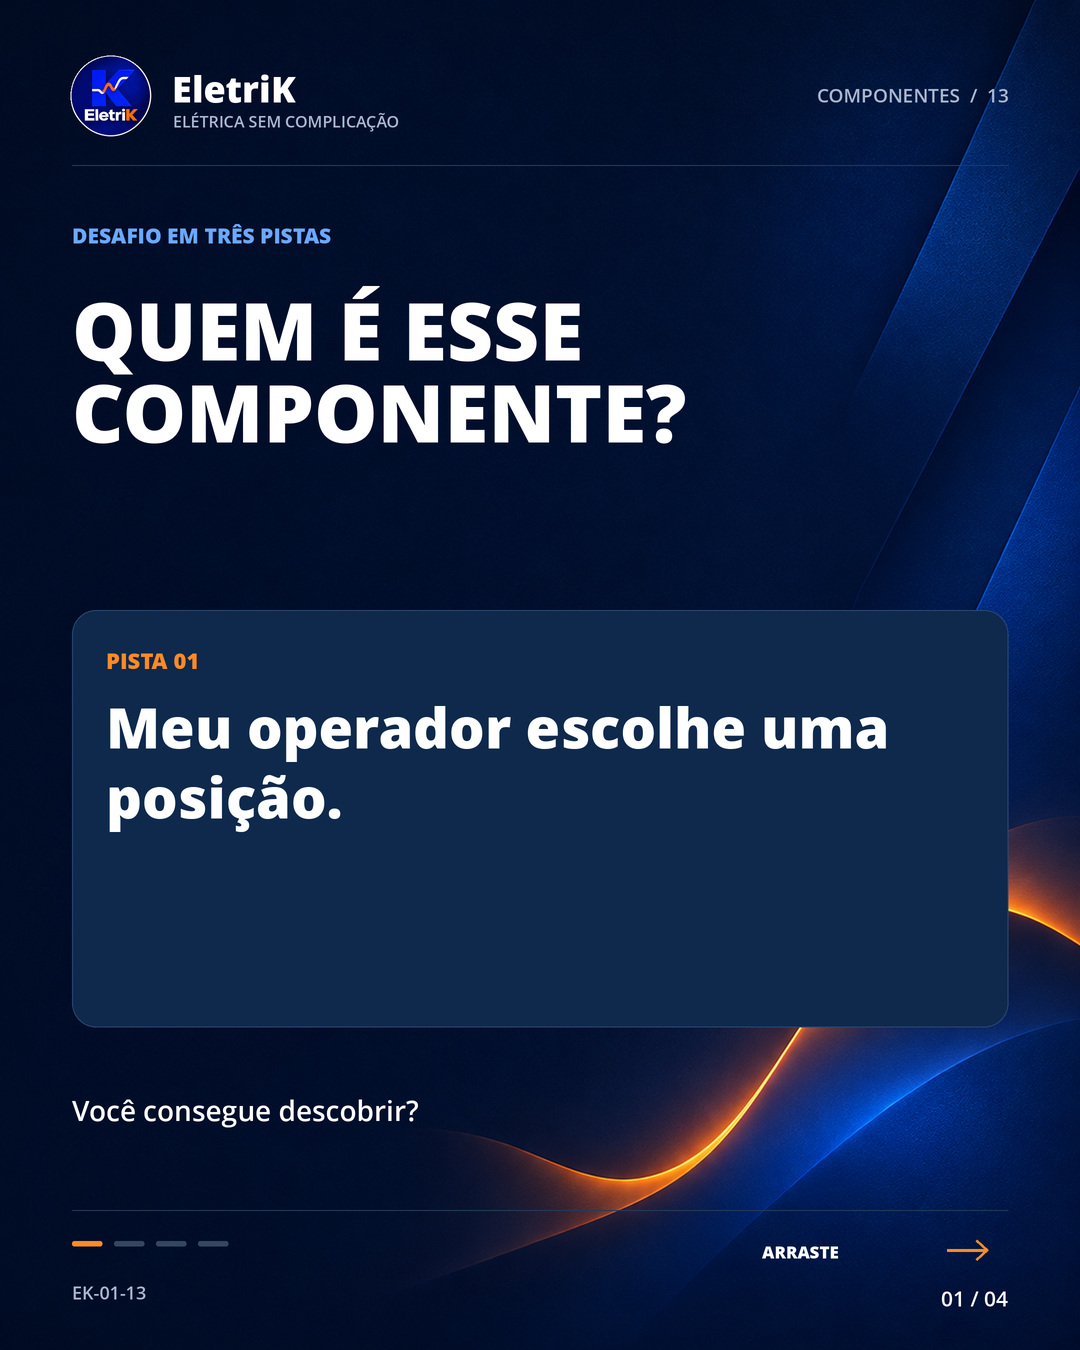 EletriK
EletriK
ELÉTRICA SEM COMPLICAÇÃO
COMPONENTES / 13
DESAFIO EM TRÊS PISTAS
QUEM É ESSE
COMPONENTE?
PISTA 01
Meu operador escolhe uma
posição.
Você consegue descobrir?
ARRASTE
EK-01-13
01 / 04